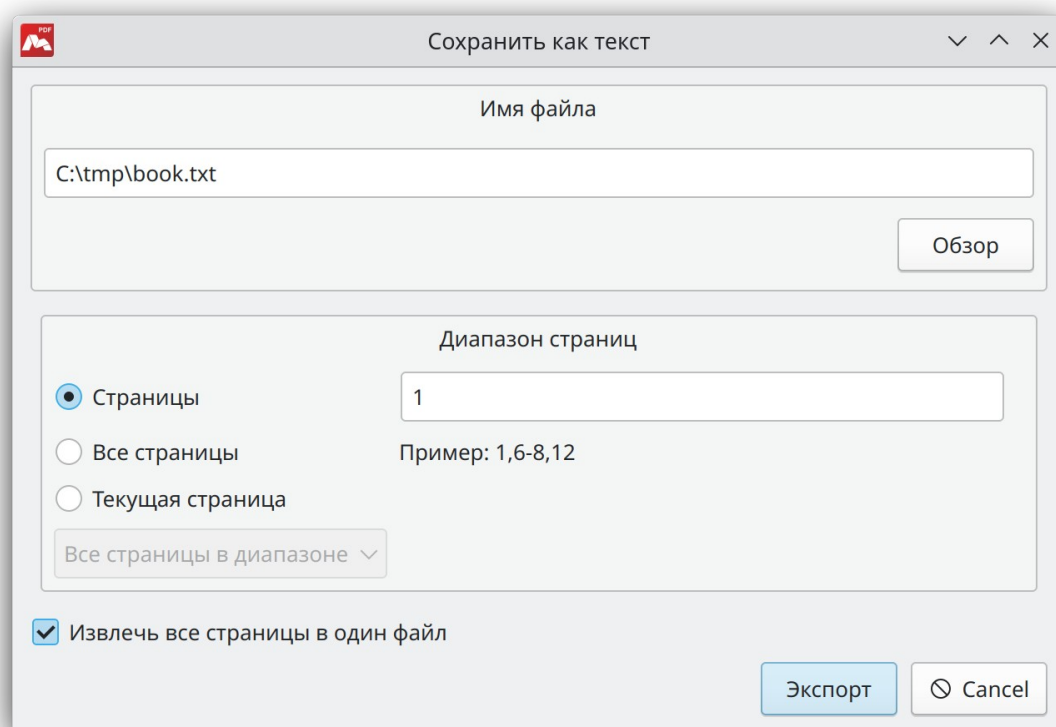 PDF
Сохранить как текст
Имя файла
C:\tmp\book.txt
Обзор
Диапазон страниц
Страницы 1
Все страницы Пример: 1,6-8,12
Текущая страница
Все страницы в диапазоне
Извлечь все страницы в один файл
Экспорт Cancel